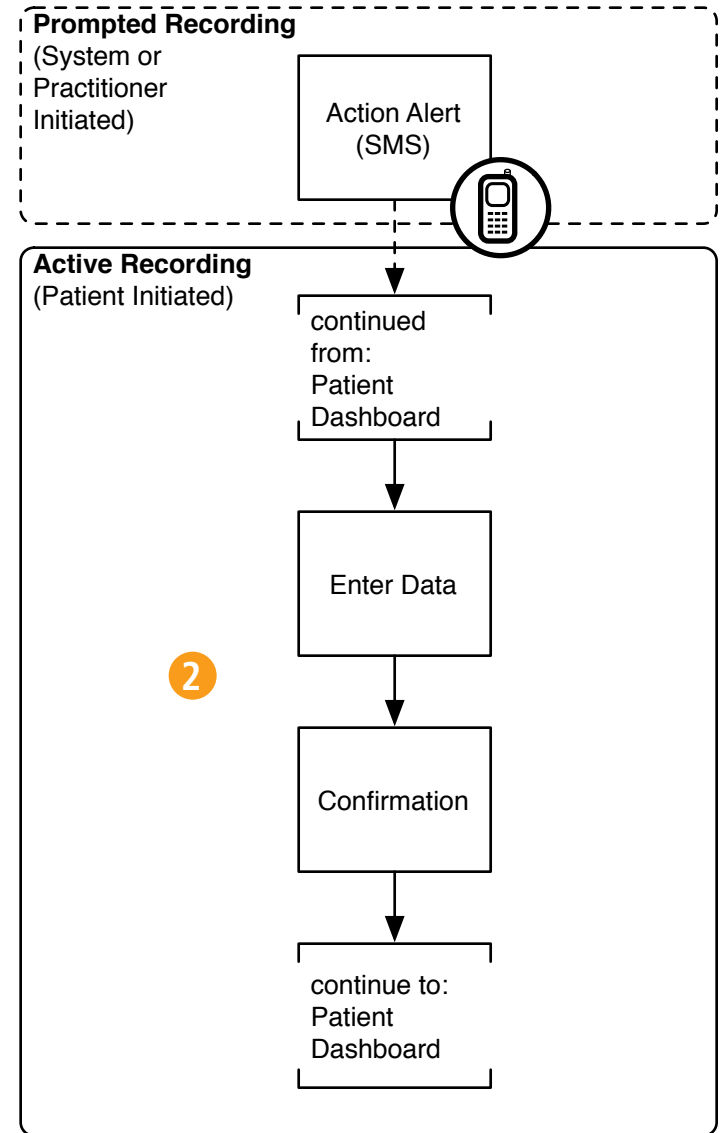 Prompted Recording
(System or
Practitioner
Initiated)
Action Alert
(SMS)
Active Recording
(Patient Initiated)
continued
from:
Patient
Dashboard
Enter Data
2
Confirmation
continue to:
Patient
Dashboard